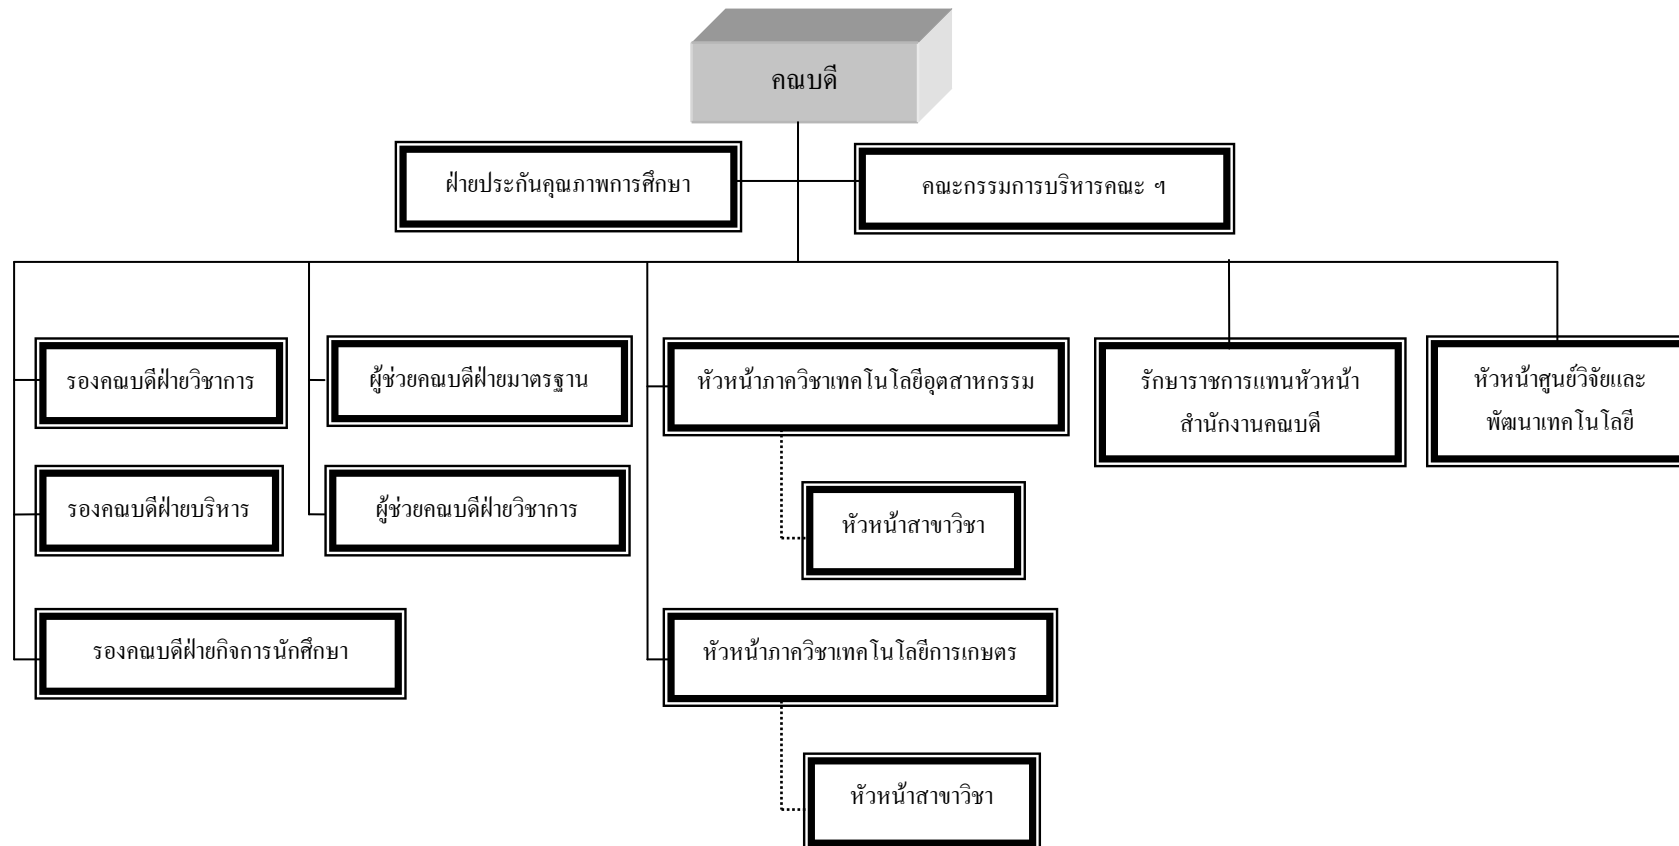 คณบดี
ฝ่ายประกันคุณภาพการศึกษา
คณะกรรมการบริหารคณะ ฯ
รองคณบดีฝ่ายวิชาการ
ผู้ช่วยคณบดีฝ่ายมาตรฐาน
หัวหน้าภาควิชาเทคโนโลยีอุตสาหกรรม
รักษาราชการแทนหัวหน้า
สำนักงานคณบดี
หัวหน้าศูนย์วิจัยและ
พัฒนาเทคโนโลยี
รองคณบดีฝ่ายบริหาร
ผู้ช่วยคณบดีฝ่ายวิชาการ
หัวหน้าสาขาวิชา
รองคณบดีฝ่ายกิจการนักศึกษา
หัวหน้าภาควิชาเทคโนโลยีการเกษตร
หัวหน้าสาขาวิชา